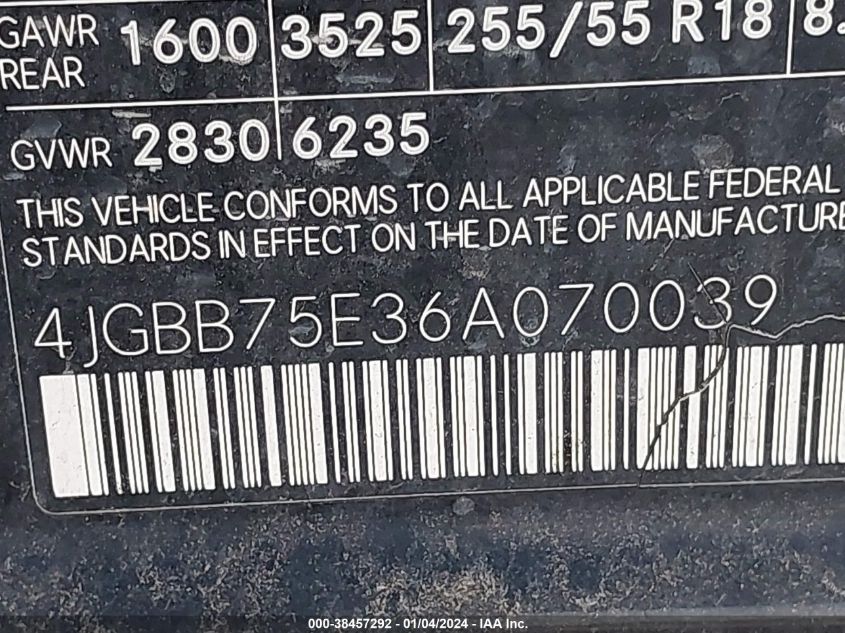 GAWR
REAR 1600 3525 255/55 R18 8.
GVWR 2830 6235
THIS VEHICLE CONFORMS TO ALL APPLICABLE FEDERAL
STANDARDS IN EFFECT ON THE DATE OF MANUFACTURE
4JGBB75E36A070039
000-38457292 - 01/04/2024 - IAA Inc.